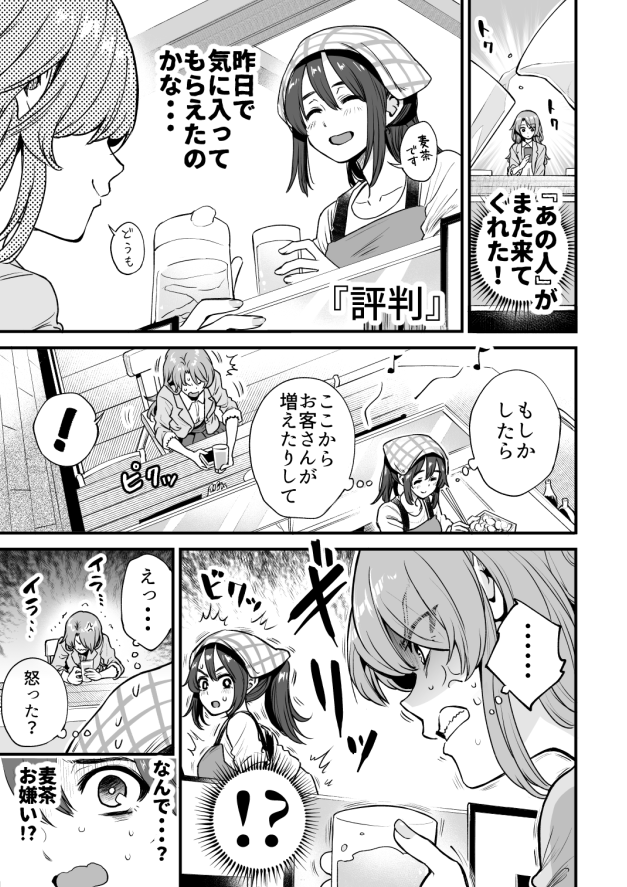 トク
トク
『あの人』が
また来て
くれた！
昨日で
気に入って
もらえたの
かな・・・
麦茶
です
どうも
『評判』
もしか
したら
ここから
お客さんが
増えたりして
！
ピクッ
ギッ
ビクッ
・・・・・・
！？
えっ・・・
イラ・・
イラ・・
怒った？
なんで・・・？
麦茶
お嫌い！？